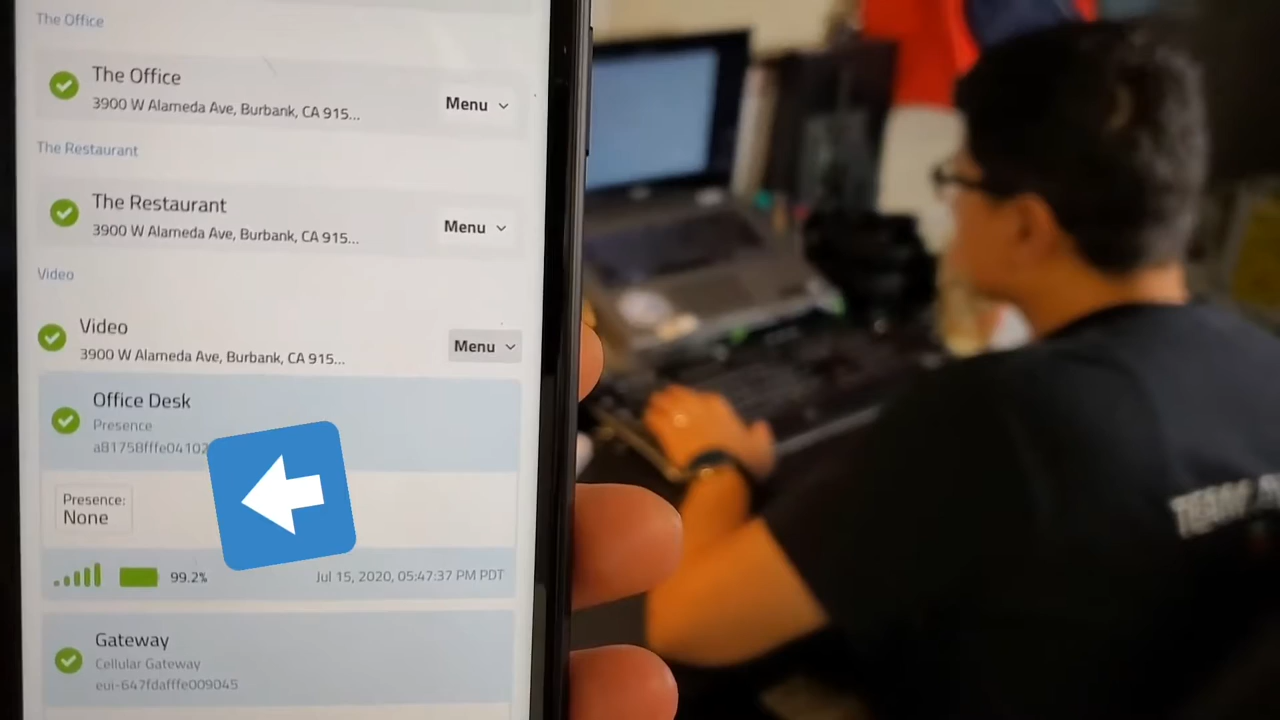 The Office
The Office
3900 W Alameda Ave, Burbank, CA 915...
Menu
The Restaurant
The Restaurant
3900 W Alameda Ave, Burbank, CA 915...
Menu
Video
Video
3900 W Alameda Ave, Burbank, CA 915...
Menu
Office Desk
Presence
a81758fffe04102
Presence:
None
99.2%
Jul 15, 2020, 05:47:37 PM PDT
Gateway
Cellular Gateway
eui-647fdafffe009045